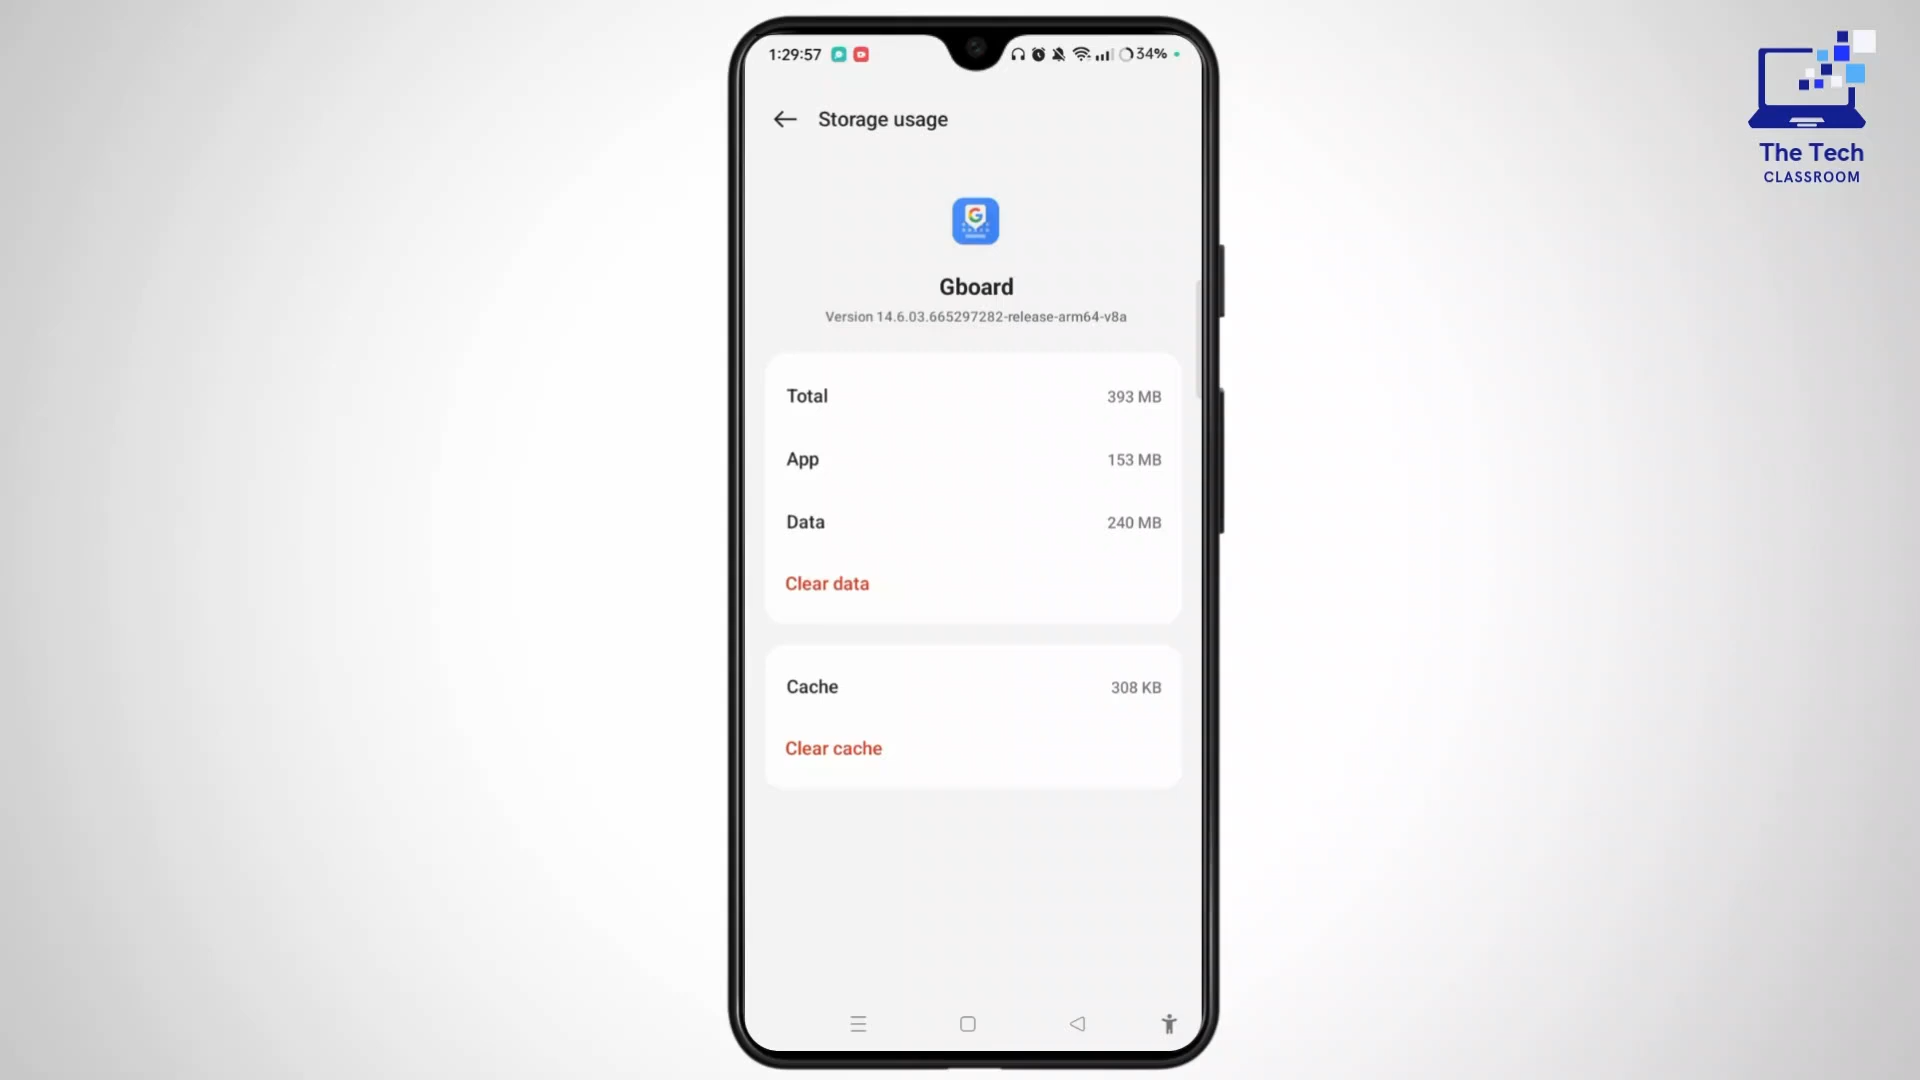 1:29:57
34%
The Tech
CLASSROOM
Storage usage
Gboard
Version 14.6.03.665297282-release-arm64-v8a
Total 393 MB
App 153 MB
Data 240 MB
Clear data
Cache 308 KB
Clear cache